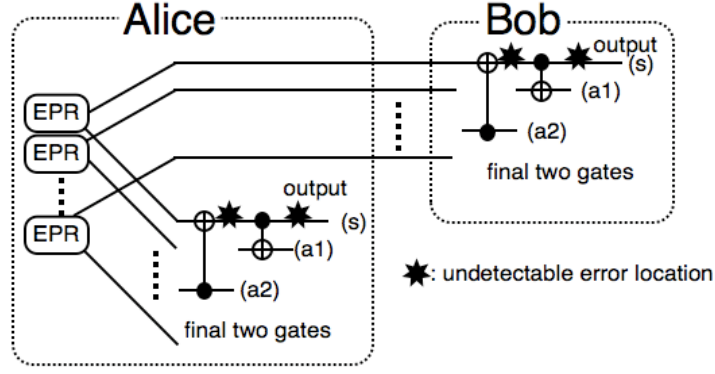 Alice
Bob
EPR
EPR
EPR
output
(s)
(a1)
(a2)
final two gates
output
(s)
(a1)
(a2)
final two gates
: undetectable error location